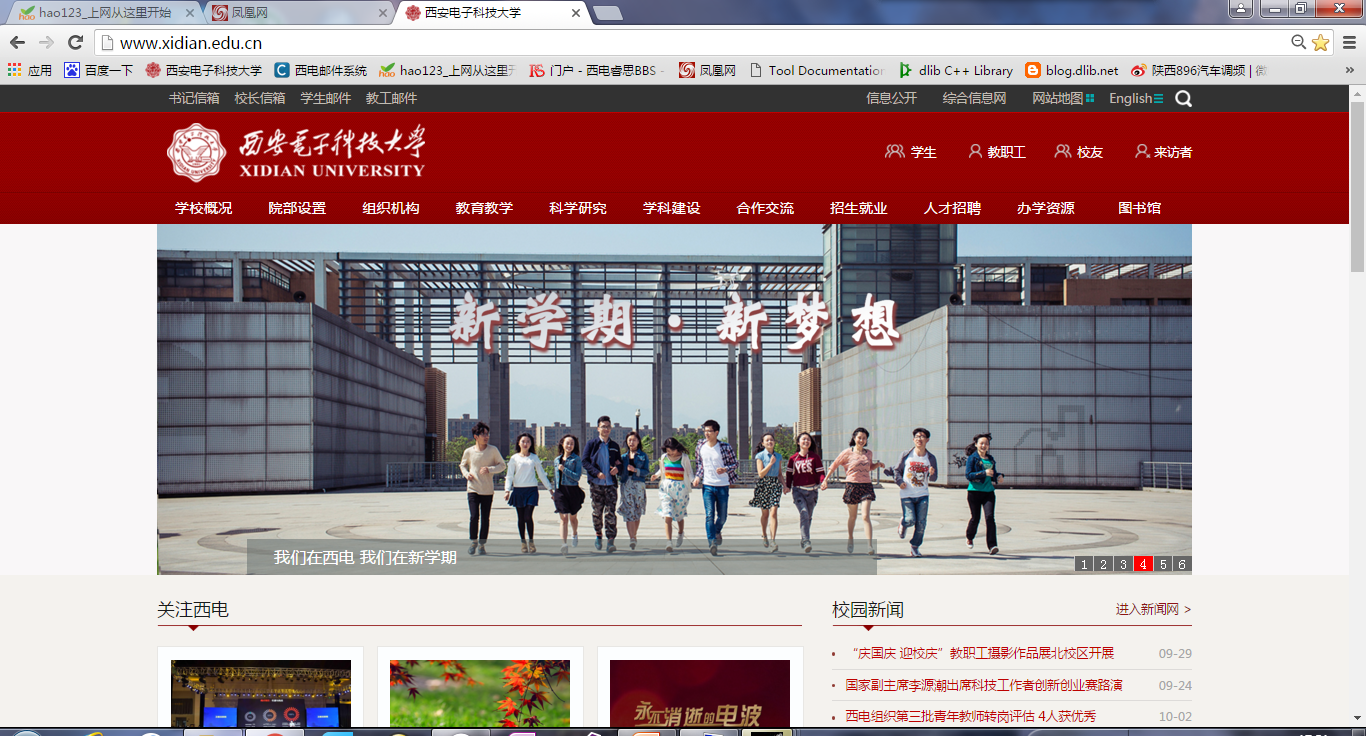 hao123_上网从这里开始
凤凰网
西安电子科技大学
www.xidian.edu.cn
应用
百度一下
西安电子科技大学
西电邮件系统
hao123_上网从这里
门户 - 西电睿思BBS -
凤凰网
Tool Documentation
dlib C++ Library
blog.dlib.net
陕西896汽车调频 | 微
书记信箱 校长信箱 学生邮件 教工邮件
信息公开 综合信息网 网站地图 English
西安电子科技大学
XIDIAN UNIVERSITY
学生 教职工 校友 来访者
学校概况 院部设置 组织机构 教育教学 科学研究 学科建设 合作交流 招生就业 人才招聘 办学资源 图书馆
新学期·新梦想
YES
我们在西电 我们在新学期
1 2 3 4 5 6
关注西电
永不消逝的电波
校园新闻
进入新闻网 >
“庆国庆 迎校庆”教职工摄影作品展北校区开展 09-29
国家副主席李源潮出席科技工作者创新创业赛路演 09-24
西电组织第三批青年教师转岗评估 4人获优秀 10-02